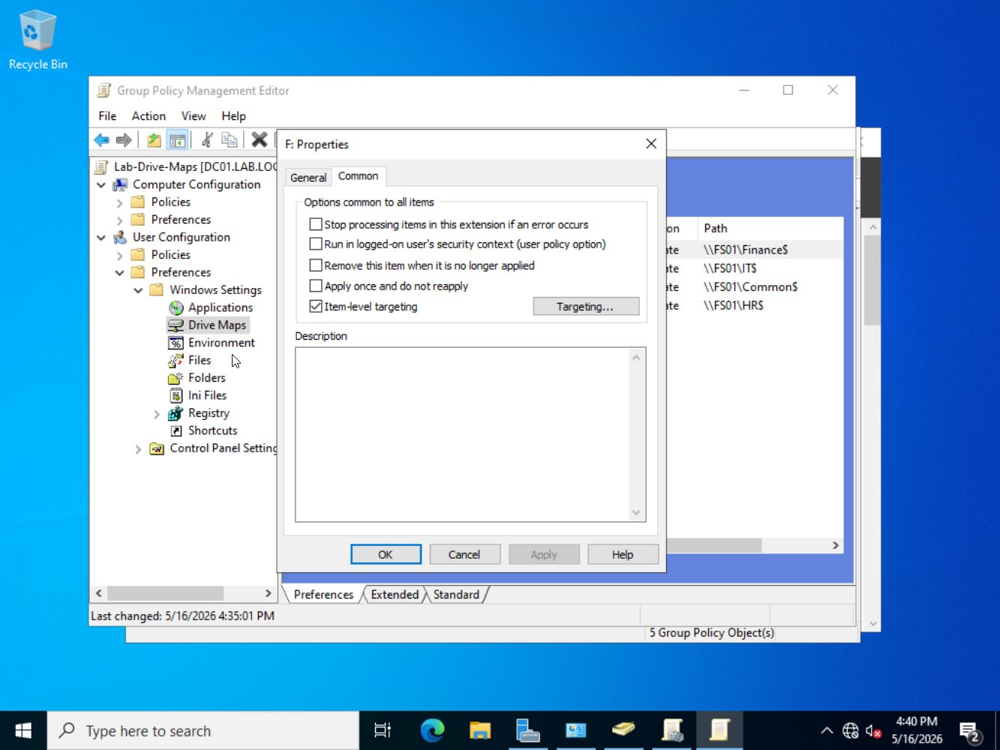 Recycle Bin
Group Policy Management Editor
File Action View Help
Lab-Drive-Maps [DC01.LAB.LOC
Computer Configuration
Policies
Preferences
User Configuration
Policies
Preferences
Windows Settings
Applications
Drive Maps
Environment
Files
Folders
Ini Files
Registry
Shortcuts
Control Panel Setting
F: Properties
General Common
Options common to all items
Stop processing items in this extension if an error occurs
Run in logged-on user's security context (user policy option)
Remove this item when it is no longer applied
Apply once and do not reapply
Item-level targeting Targeting...
Description
OK Cancel Apply Help
on Path
ate \\FS01\Finance$
ate \\FS01\IT$
ate \\FS01\Common$
ate \\FS01\HR$
Preferences Extended Standard
Last changed: 5/16/2026 4:35:01 PM
5 Group Policy Object(s)
Type here to search
4:40 PM
5/16/2026
2